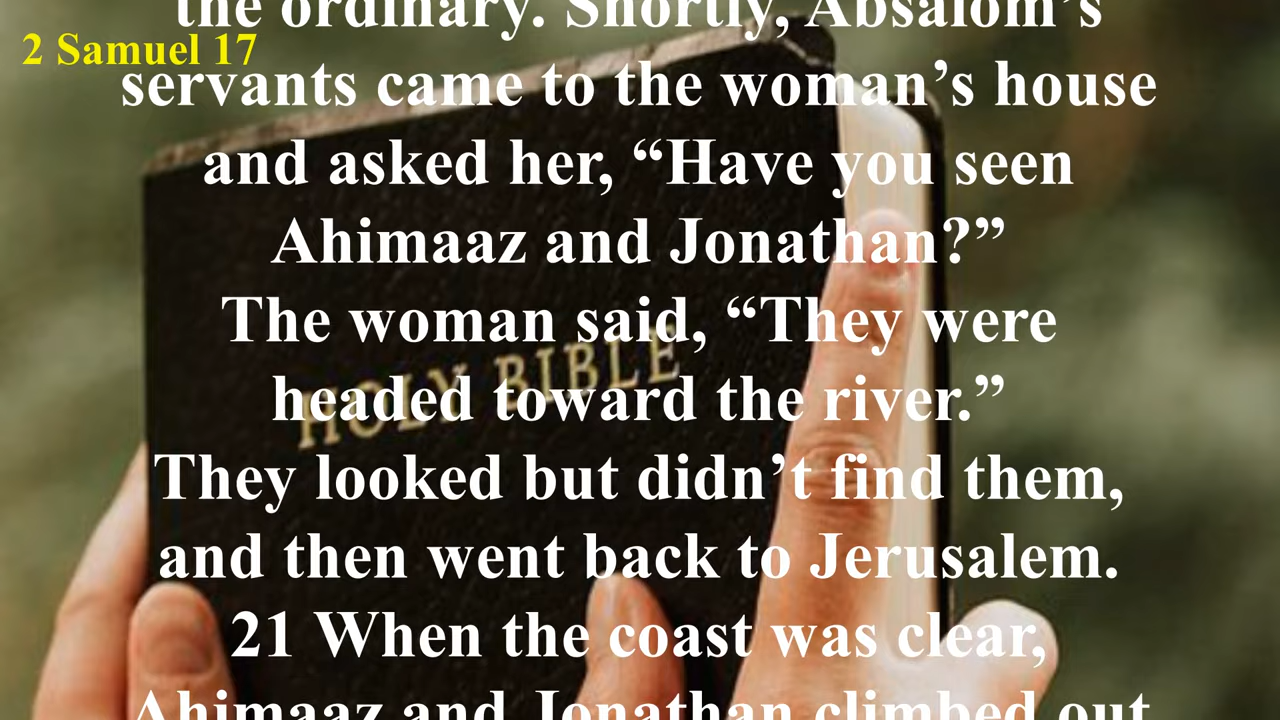 the ordinary. Shortly, Absalom’s
2 Samuel 17
servants came to the woman’s house
and asked her, “Have you seen
Ahimaaz and Jonathan?”
The woman said, “They were
headed toward the river.”
They looked but didn’t find them,
and then went back to Jerusalem.
21 When the coast was clear,
Ahimaaz and Jonathan climbed out
HOLY BIBLE